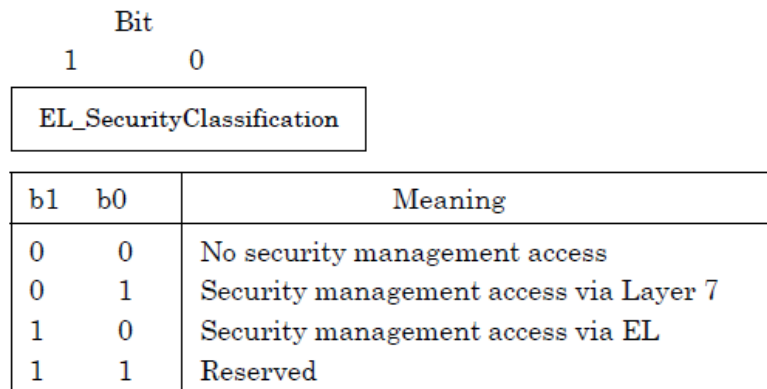 Bit
1 0
EL_SecurityClassification
b1 b0 Meaning
0 0 No security management access
0 1 Security management access via Layer 7
1 0 Security management access via EL
1 1 Reserved